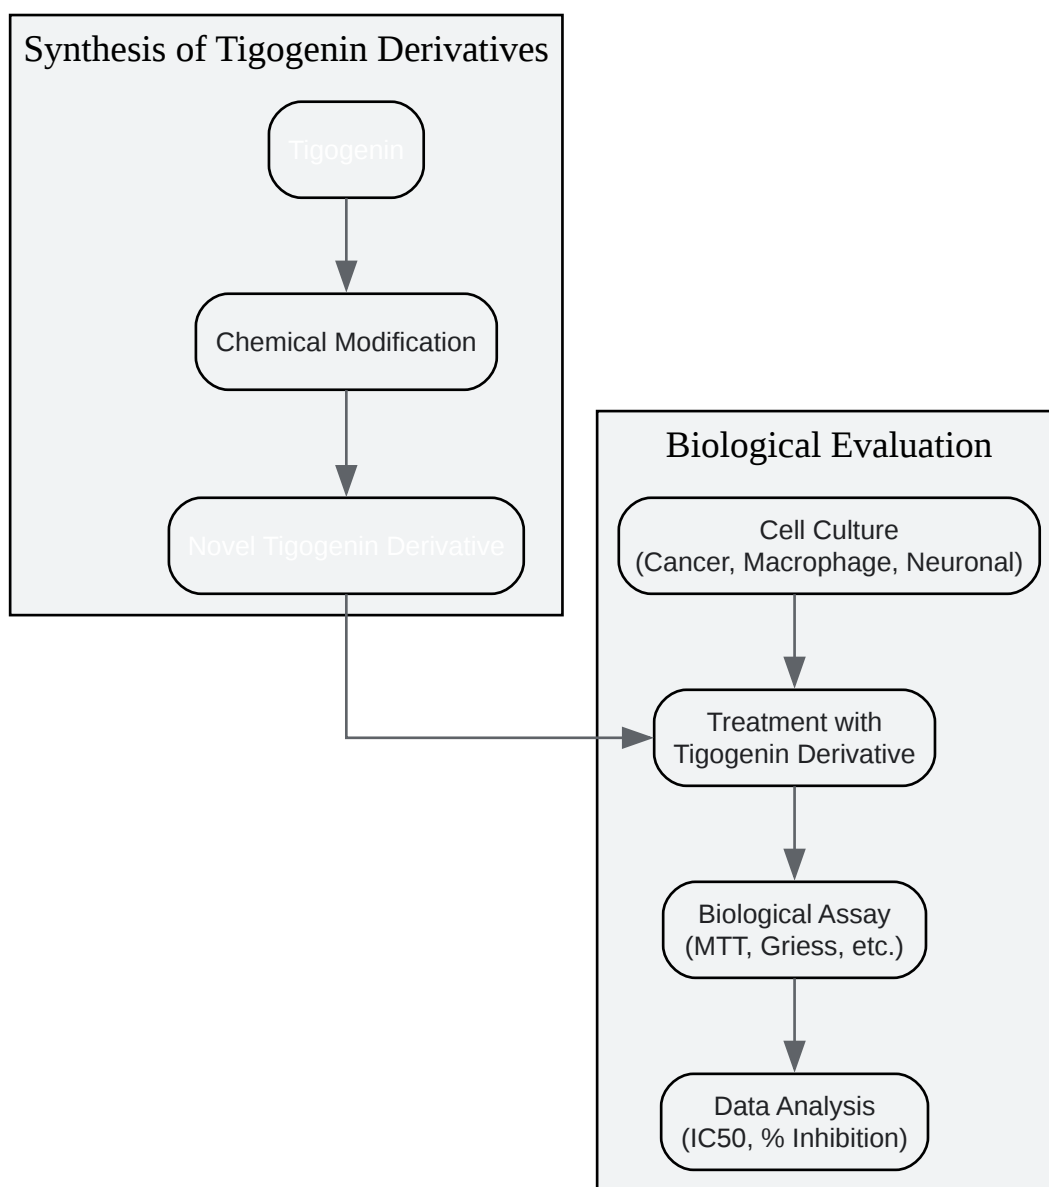 Synthesis of Tigogenin Derivatives
Tigogenin
Chemical Modification
Novel Tigogenin Derivative
Biological Evaluation
Cell Culture
(Cancer, Macrophage, Neuronal)
Treatment with
Tigogenin Derivative
Biological Assay
(MTT, Griess, etc.)
Data Analysis
(IC50, % Inhibition)